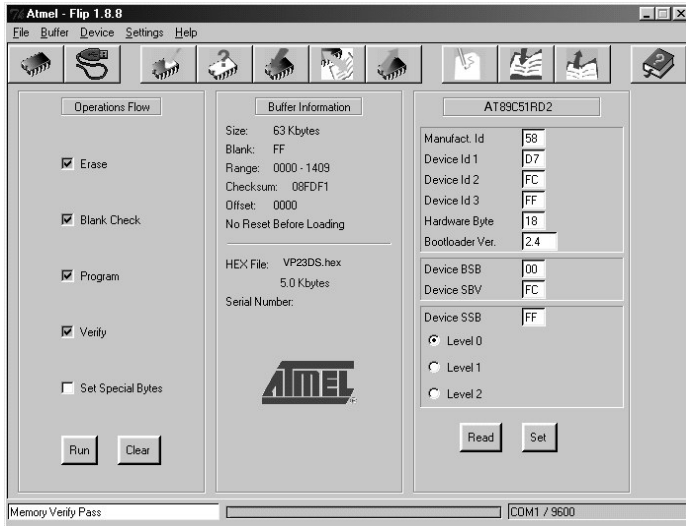 Atmel - Flip 1.8.8
File Buffer Device Settings Help
Operations Flow
Erase
Blank Check
Program
Verify
Set Special Bytes
Run Clear
Buffer Information
Size: 63 Kbytes
Blank: FF
Range: 0000 - 1409
Checksum: 08FDF1
Offset: 0000
No Reset Before Loading
HEX File: VP23DS.hex
5.0 Kbytes
Serial Number:
ATMEL
AT89C51RD2
Manufact. Id 58
Device Id 1 D7
Device Id 2 FC
Device Id 3 FF
Hardware Byte 18
Bootloader Ver. 2.4
Device BSB 00
Device SBV FC
Device SSB FF
Level 0
Level 1
Level 2
Read Set
Memory Verify Pass
COM1 / 9600